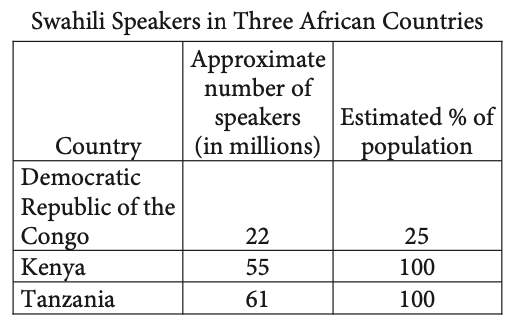 Swahili Speakers in Three African Countries
Country
Approximate
number of
speakers
(in millions)
Estimated % of
population
Democratic
Republic of the
Congo 22 25
Kenya 55 100
Tanzania 61 100